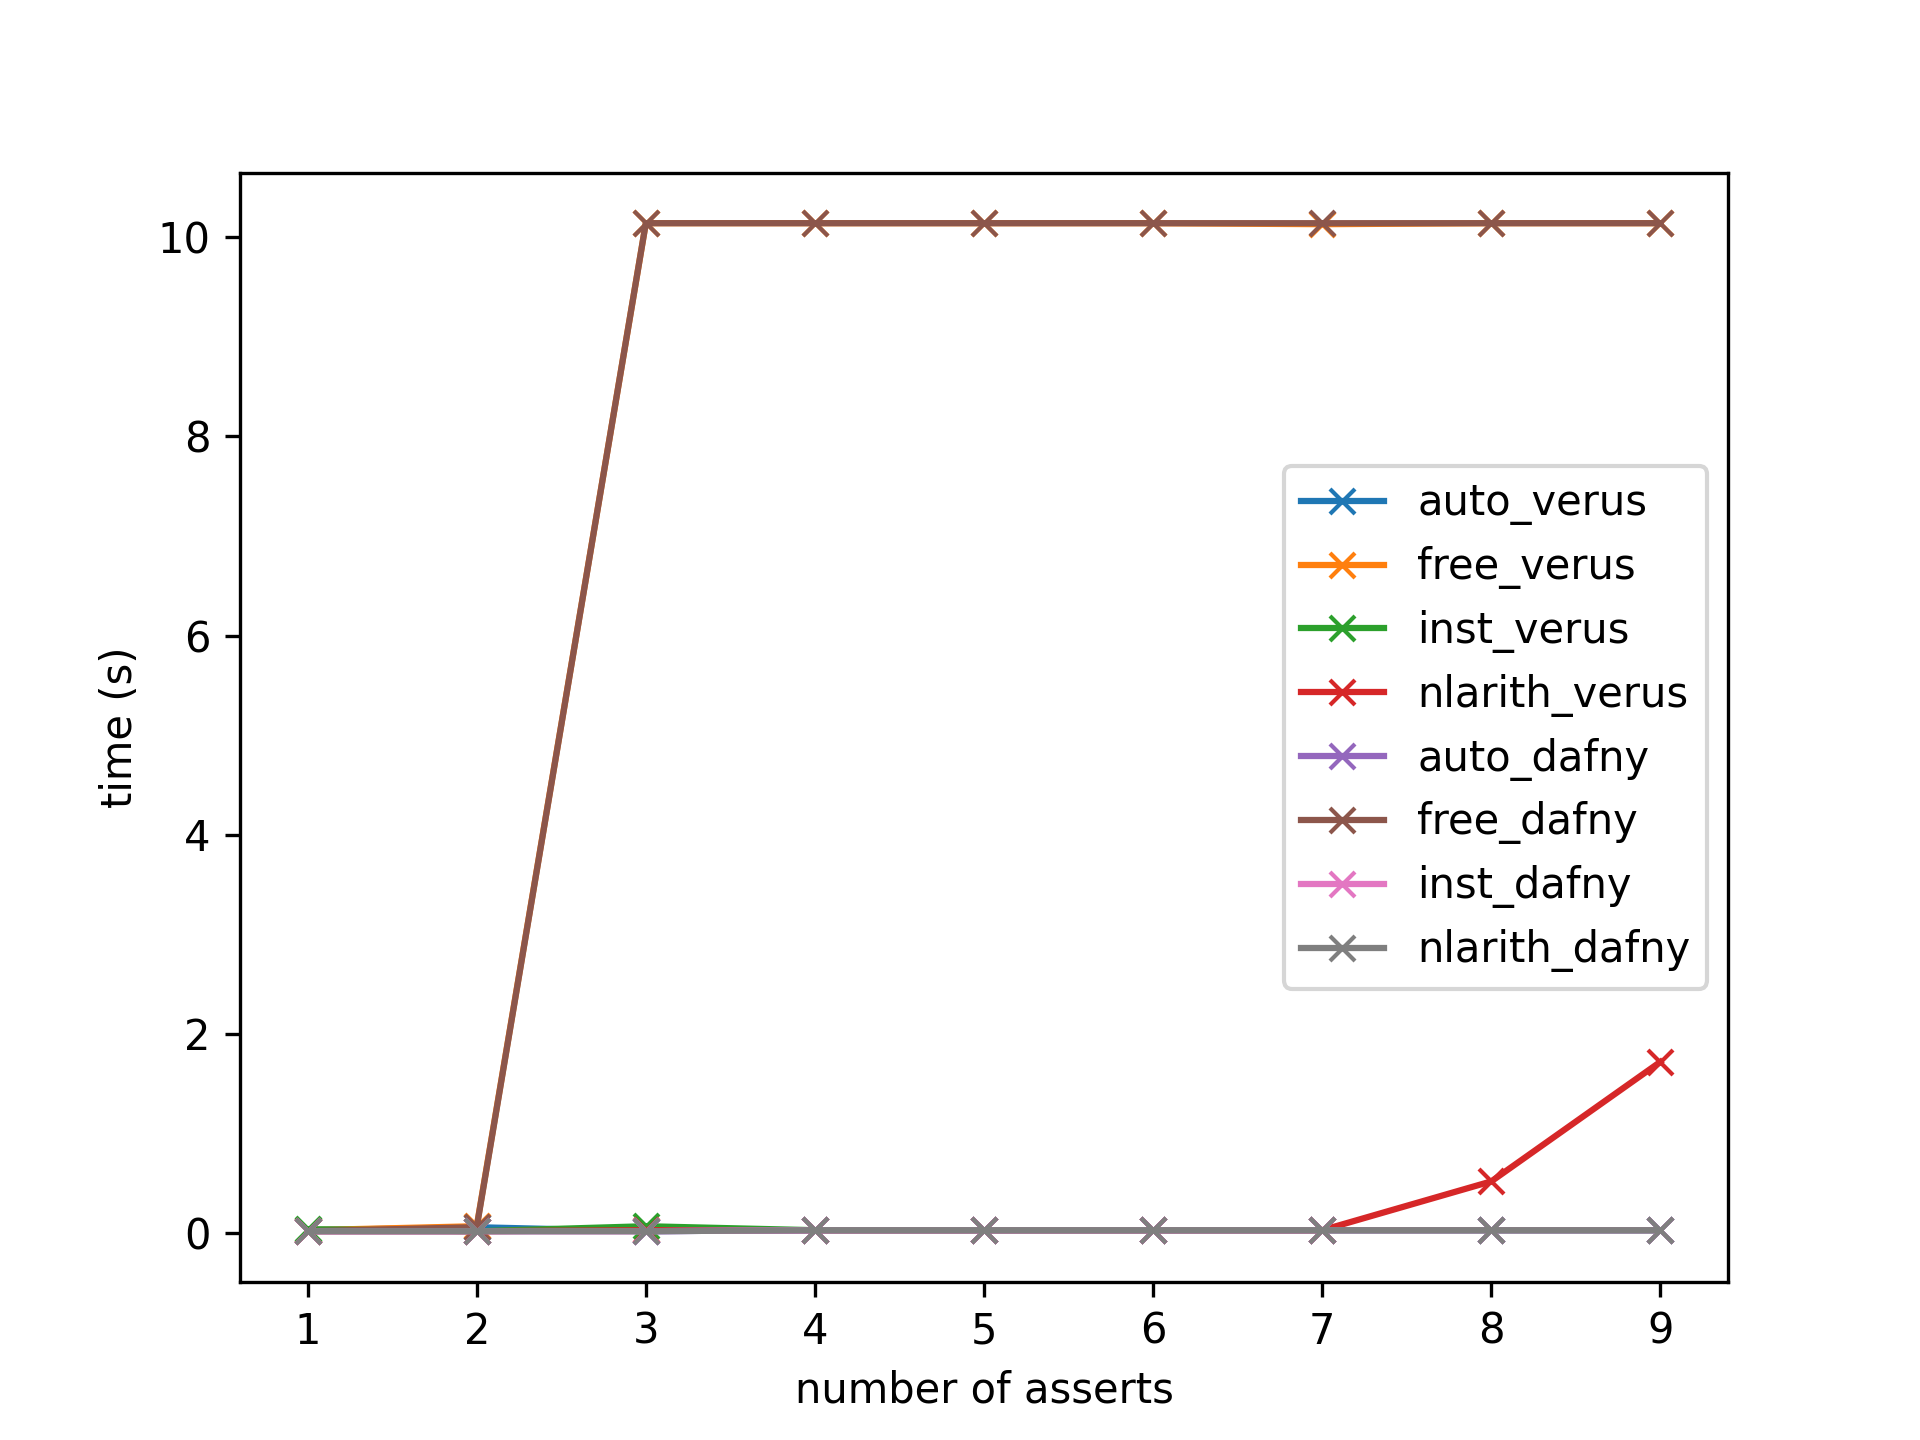 10
8
6
4
2
0
time (s)
auto_verus
free_verus
inst_verus
nlarith_verus
auto_dafny
free_dafny
inst_dafny
nlarith_dafny
1 2 3 4 5 6 7 8 9
number of asserts